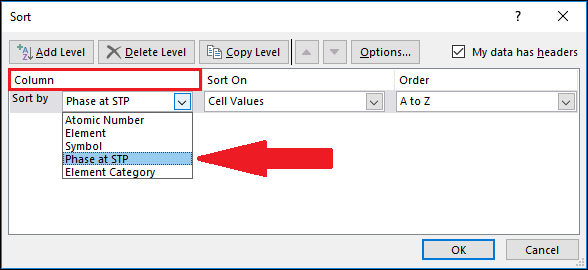 Sort
?
Add Level Delete Level Copy Level Options... My data has headers
Column Sort On Order
Sort by Phase at STP Cell Values A to Z
Atomic Number
Element
Symbol
Phase at STP
Element Category
OK Cancel